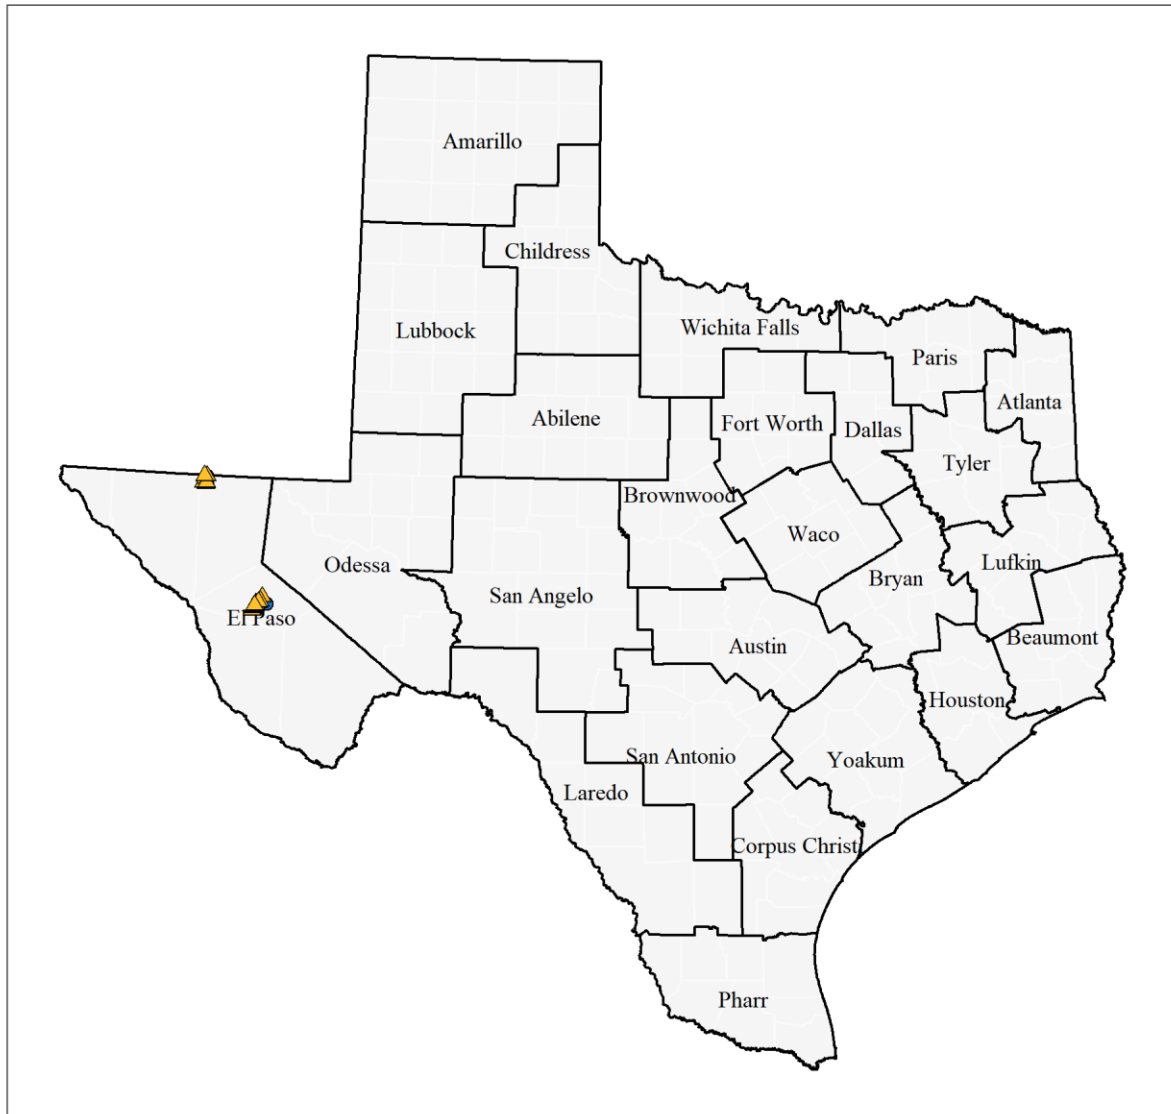 Amarillo
Childress
Lubbock
Wichita Falls
Paris
Atlanta
Abilene
Fort Worth
Dallas
Tyler
Brownwood
Waco
Odessa
Lufkin
Bryan
San Angelo
El Paso
Beaumont
Austin
Houston
San Antonio
Yoakum
Laredo
Corpus Christi
Pharr